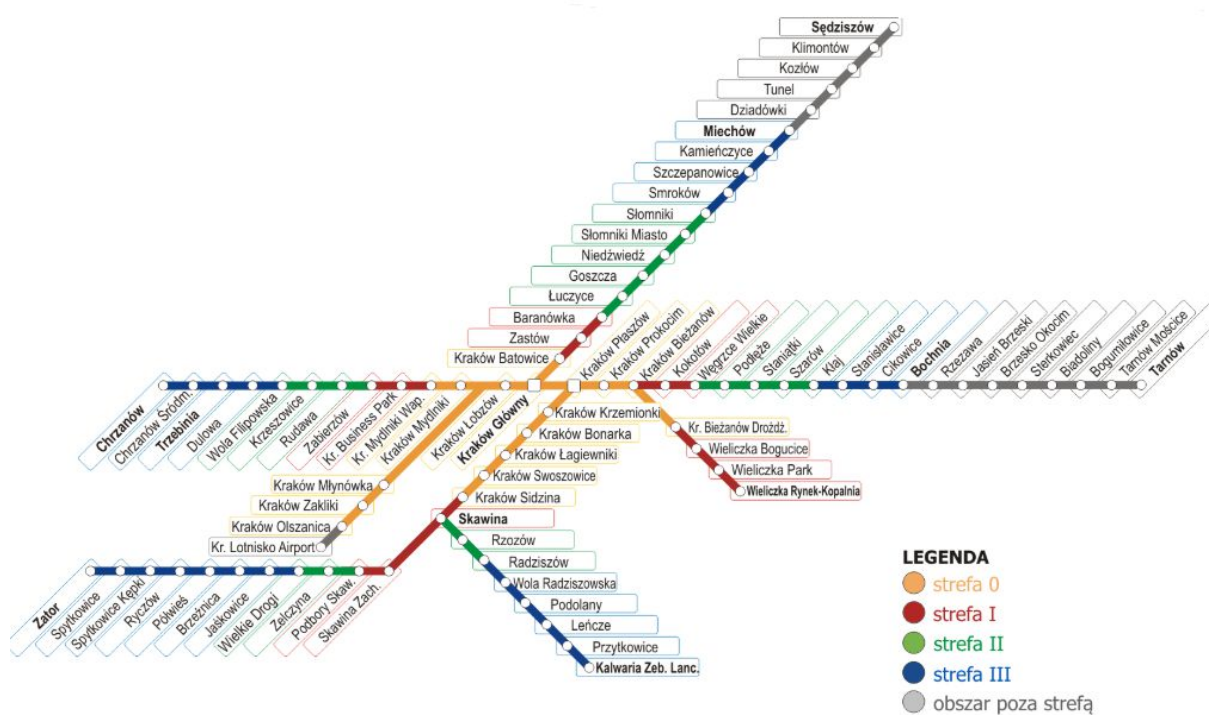 Sędziszów
Klimontów
Kozłów
Tunel
Dziadówki
Miechów
Kamieńczyce
Szczepanowice
Smroków
Słomniki
Słomniki Miasto
Niedźwiedź
Goszcza
Łuczyce
Baranówka
Zastów
Kraków Batowice
Kraków Płaszów
Kraków Prokocim
Kraków Bieżanów
Kokotów
Węgrzce Wielkie
Podłęże
Staniątki
Szarów
Kłaj
Stanisławice
Cikowice
Bochnia
Rzezawa
Jasień Brzeski
Brzesko Okocim
Sterkowiec
Biadoliny
Bogumiłowice
Tarnów Mościce
Tarnów
Chrzanów
Chrzanów Śródm.
Trzebinia
Dulowa
Wola Filipowska
Krzeszowice
Rudawa
Zabierzów
Kr. Business Park
Kr. Mydlniki Wap.
Kraków Mydlniki
Kraków Łobzów
Kraków Główny
Kraków Krzemionki
Kraków Bonarka
Kraków Łagiewniki
Kraków Swoszowice
Kraków Sidzina
Skawina
Kr. Bieżanów Drożdż.
Wieliczka Bogucice
Wieliczka Park
Wieliczka Rynek-Kopalnia
Kraków Młynówka
Kraków Zakliki
Kraków Olszanica
Kr. Lotnisko Airport
Rzozów
Radziszów
Wola Radziszowska
Podolany
Leńcze
Przytkowice
Kalwaria Zeb. Lanc.
Zator
Spytkowice
Spytkowice Kępki
Ryczów
Półwieś
Brzeźnica
Jaśkowice
Wielkie Drogi
Zelczyna
Podbory Skaw.
Skawina Zach.
LEGENDA
strefa 0
strefa I
strefa II
strefa III
obszar poza strefą